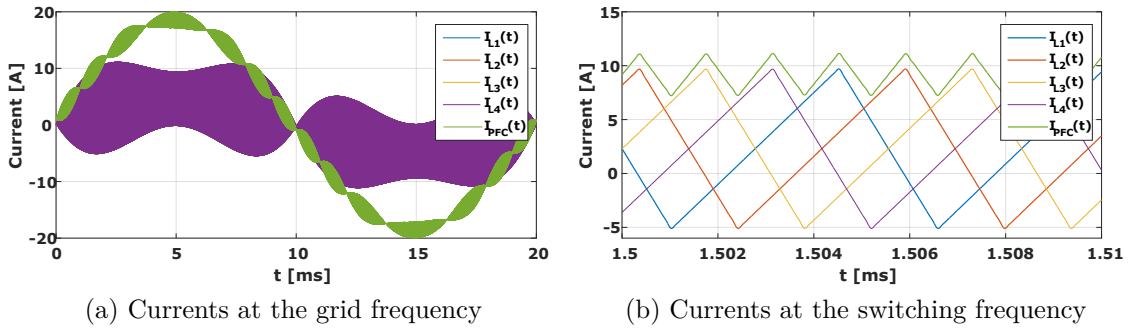 20
10
0
-10
-20
Current [A]
0
5
10
15
20
t [ms]
I_L1(t)
I_L2(t)
I_L3(t)
I_L4(t)
I_PFC(t)
(a) Currents at the grid frequency
15
10
5
0
-5
Current [A]
1.5
1.502
1.504
1.506
1.508
1.51
t [ms]
I_L1(t)
I_L2(t)
I_L3(t)
I_L4(t)
I_PFC(t)
(b) Currents at the switching frequency